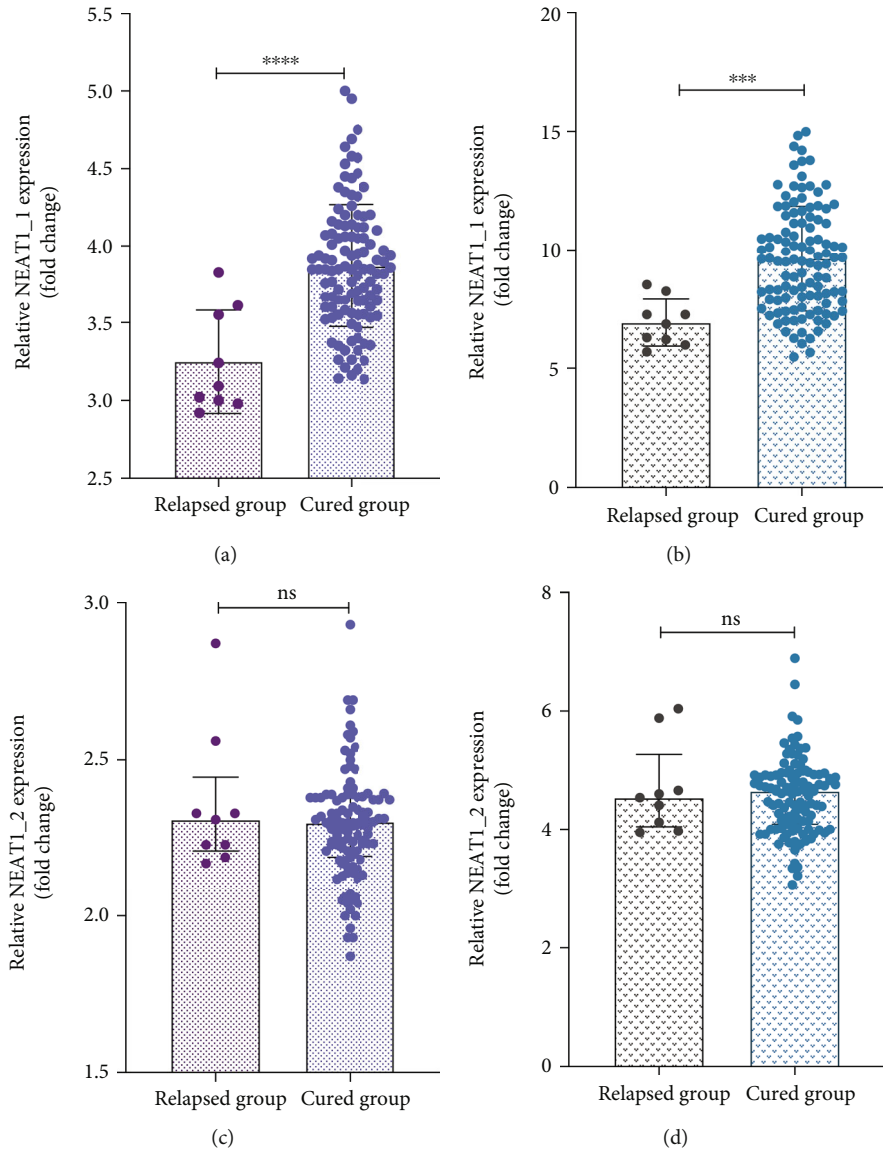 Relative NEAT1_1 expression
(fold change)
5.5
5.0
4.5
4.0
3.5
3.0
2.5
****
Relapsed group
Cured group
(a)
Relative NEAT1_1 expression
(fold change)
20
15
10
5
0
***
Relapsed group
Cured group
(b)
Relative NEAT1_2 expression
(fold change)
3.0
2.5
2.0
1.5
ns
Relapsed group
Cured group
(c)
Relative NEAT1_2 expression
(fold change)
8
6
4
2
0
ns
Relapsed group
Cured group
(d)